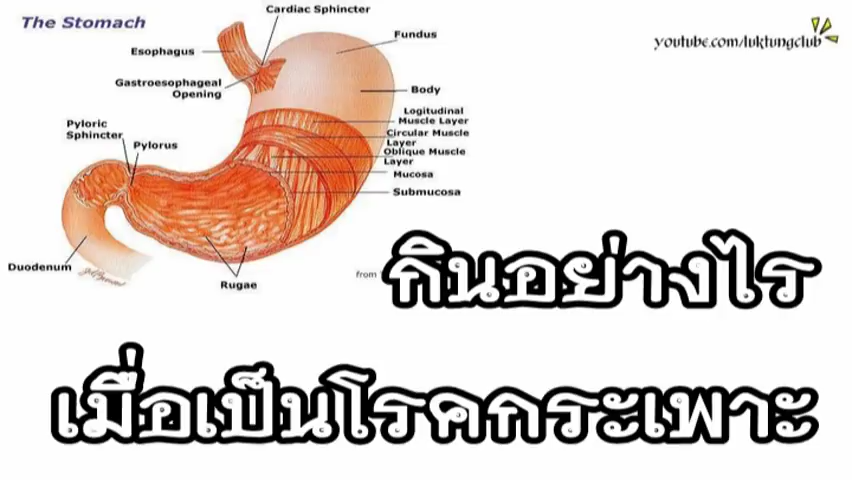 The Stomach
Cardiac Sphincter
youtube.com/luktungclub
Fundus
Esophagus
Gastroesophageal
Opening
Body
Logitudinal
Muscle Layer
Circular Muscle
Layer
Oblique Muscle
Layer
Mucosa
Submucosa
Pyloric
Sphincter
Pylorus
Duodenum
Rugae
from
กินอย่างไร
เมื่อเป็นโรคกระเพาะ